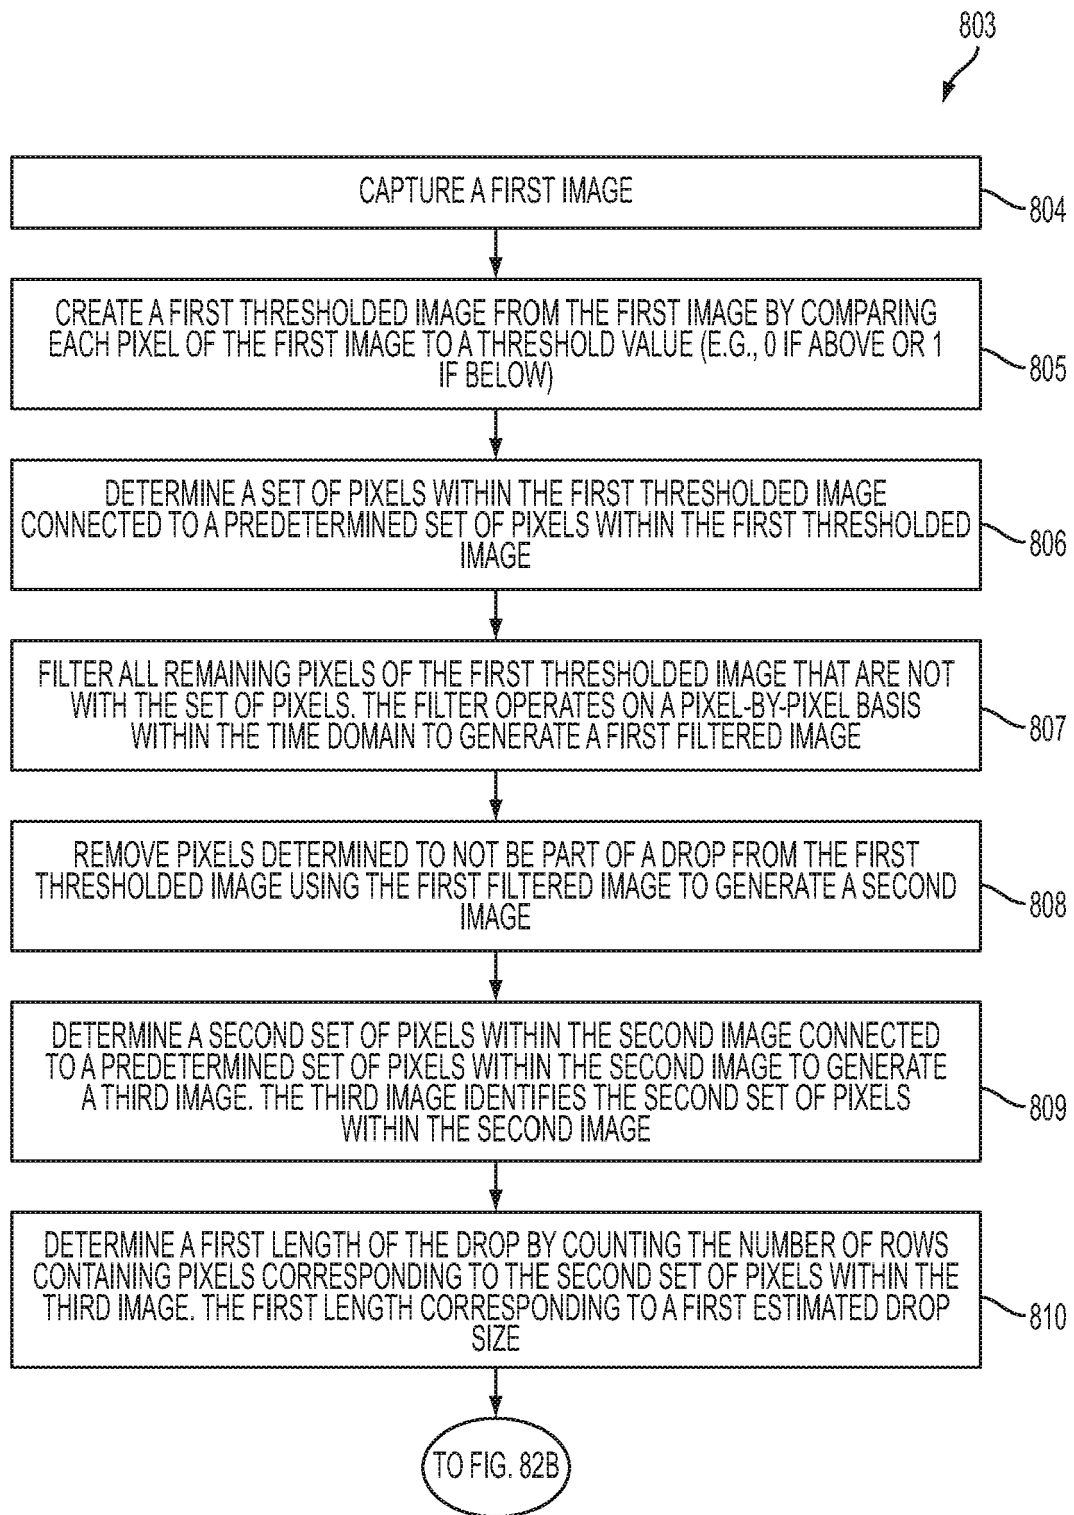 803
CAPTURE A FIRST IMAGE
804
CREATE A FIRST THRESHOLDED IMAGE FROM THE FIRST IMAGE BY COMPARING
EACH PIXEL OF THE FIRST IMAGE TO A THRESHOLD VALUE (E.G., 0 IF ABOVE OR 1
IF BELOW)
805
DETERMINE A SET OF PIXELS WITHIN THE FIRST THRESHOLDED IMAGE
CONNECTED TO A PREDETERMINED SET OF PIXELS WITHIN THE FIRST THRESHOLDED
IMAGE
806
FILTER ALL REMAINING PIXELS OF THE FIRST THRESHOLDED IMAGE THAT ARE NOT
WITH THE SET OF PIXELS. THE FILTER OPERATES ON A PIXEL-BY-PIXEL BASIS
WITHIN THE TIME DOMAIN TO GENERATE A FIRST FILTERED IMAGE
807
REMOVE PIXELS DETERMINED TO NOT BE PART OF A DROP FROM THE FIRST
THRESHOLDED IMAGE USING THE FIRST FILTERED IMAGE TO GENERATE A SECOND
IMAGE
808
DETERMINE A SECOND SET OF PIXELS WITHIN THE SECOND IMAGE CONNECTED
TO A PREDETERMINED SET OF PIXELS WITHIN THE SECOND IMAGE TO GENERATE
A THIRD IMAGE. THE THIRD IMAGE IDENTIFIES THE SECOND SET OF PIXELS
WITHIN THE SECOND IMAGE
809
DETERMINE A FIRST LENGTH OF THE DROP BY COUNTING THE NUMBER OF ROWS
CONTAINING PIXELS CORRESPONDING TO THE SECOND SET OF PIXELS WITHIN THE
THIRD IMAGE. THE FIRST LENGTH CORRESPONDING TO A FIRST ESTIMATED DROP
SIZE
810
TO FIG. 82B